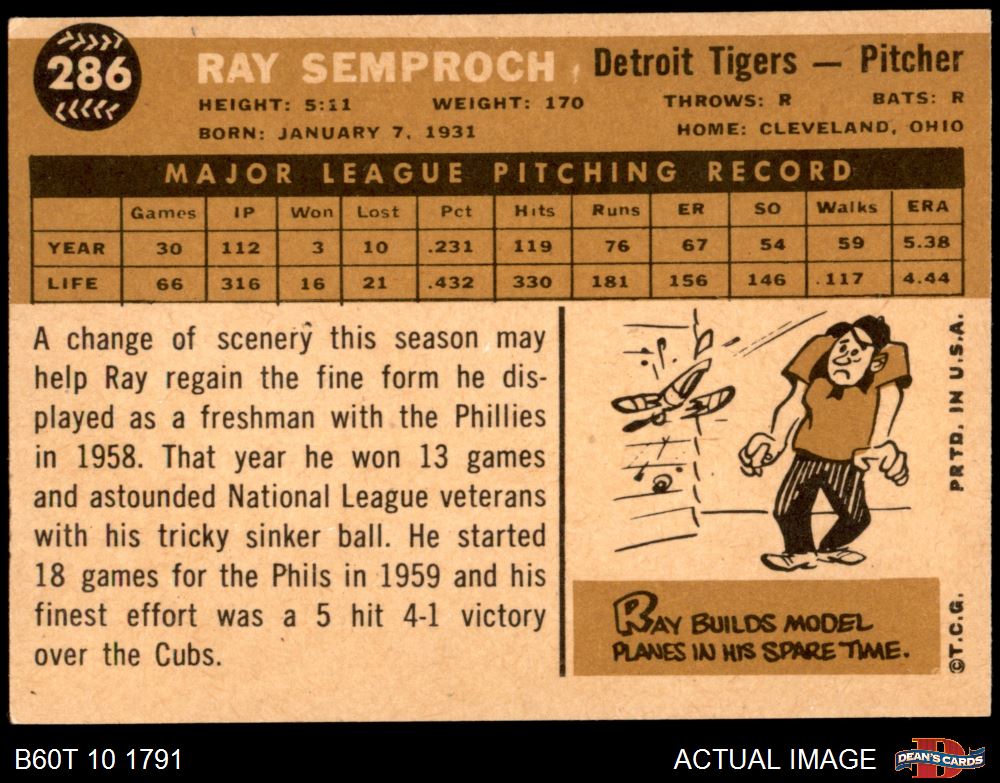 286
RAY SEMPROCH
Detroit Tigers — Pitcher
HEIGHT: 5:11 WEIGHT: 170 THROWS: R BATS: R
BORN: JANUARY 7, 1931 HOME: CLEVELAND, OHIO
MAJOR LEAGUE PITCHING RECORD
Games IP Won Lost Pct Hits Runs ER SO Walks ERA
YEAR 30 112 3 10 .231 119 76 67 54 59 5.38
LIFE 66 316 16 21 .432 330 181 156 146 117 4.44
A change of scenery this season may
help Ray regain the fine form he dis-
played as a freshman with the Phillies
in 1958. That year he won 13 games
and astounded National League veterans
with his tricky sinker ball. He started
18 games for the Phils in 1959 and his
finest effort was a 5 hit 4-1 victory
over the Cubs.
RAY BUILDS MODEL
PLANES IN HIS SPARE TIME.
©T.C.G. PRTD. IN U.S.A.
B60T 10 1791
ACTUAL IMAGE
D
DEAN'S CARDS